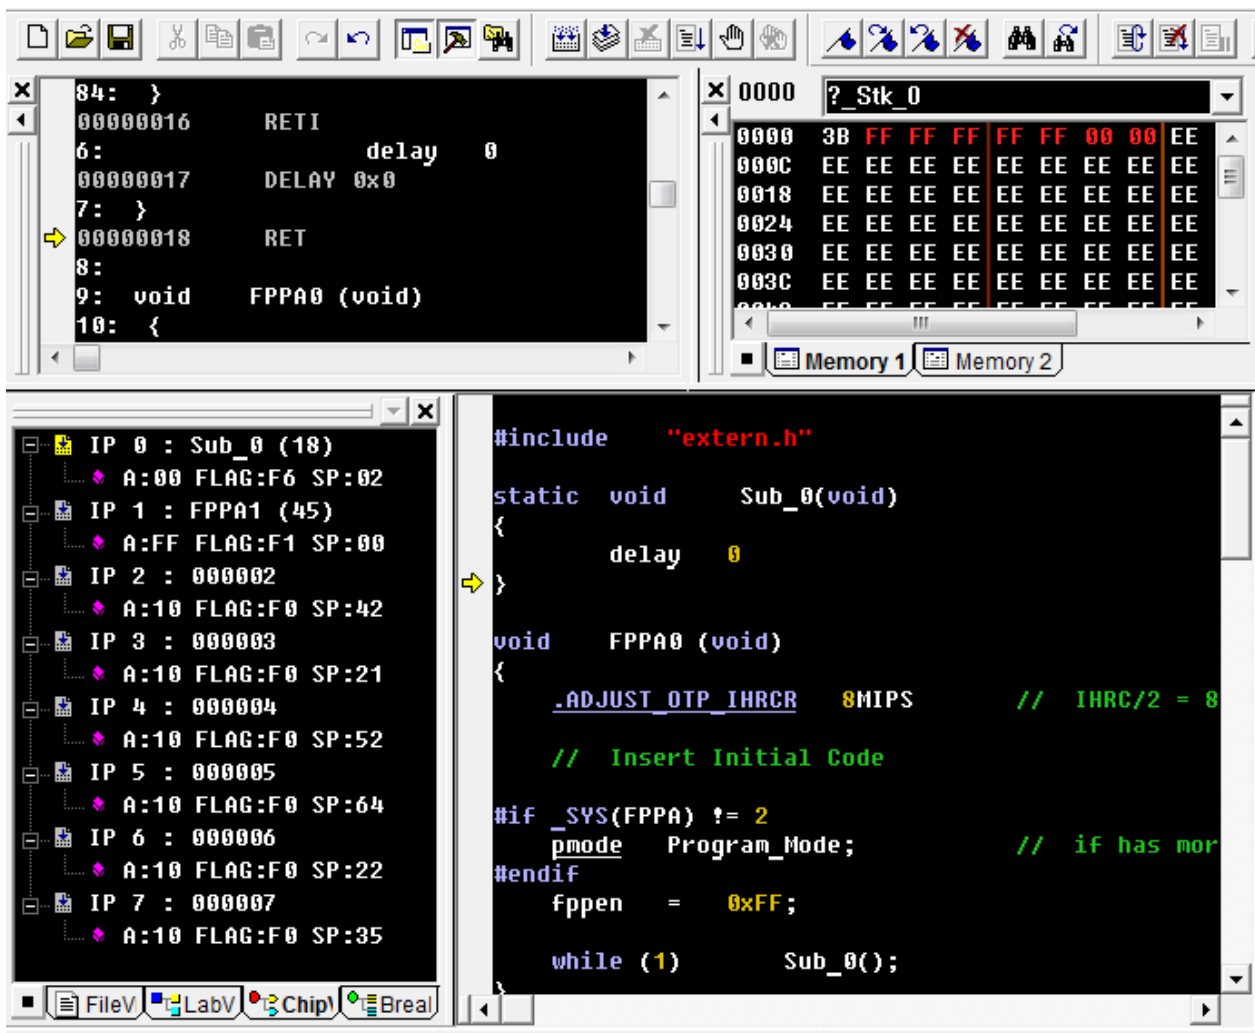 84:  }
00000016     RETI
6:                delay   0
00000017     DELAY 0x0
7:  }
00000018     RET
8:
9:  void    FPPA0 (void)
10:  {
0000 ?_Stk_0
0000 3B FF FF FF FF FF 00 00 EE
000C EE EE EE EE EE EE EE EE EE
0018 EE EE EE EE EE EE EE EE EE
0024 EE EE EE EE EE EE EE EE EE
0030 EE EE EE EE EE EE EE EE EE
003C EE EE EE EE EE EE EE EE EE
Memory 1 Memory 2
IP 0 : Sub_0 (18)
A:00 FLAG:F6 SP:02
IP 1 : FPPA1 (45)
A:FF FLAG:F1 SP:00
IP 2 : 000002
A:10 FLAG:F0 SP:42
IP 3 : 000003
A:10 FLAG:F0 SP:21
IP 4 : 000004
A:10 FLAG:F0 SP:52
IP 5 : 000005
A:10 FLAG:F0 SP:64
IP 6 : 000006
A:10 FLAG:F0 SP:22
IP 7 : 000007
A:10 FLAG:F0 SP:35
FileV LabV ChipV Breal
#include    "extern.h"
static  void     Sub_0(void)
{
delay   0
}
void    FPPA0 (void)
{
.ADJUST_OTP_IHRCR   8MIPS       //  IHRC/2 = 8
//  Insert Initial Code
#if _SYS(FPPA) != 2
pmode   Program_Mode;           //  if has mor
#endif
fppen   =   0xFF;
while (1)       Sub_0();
}